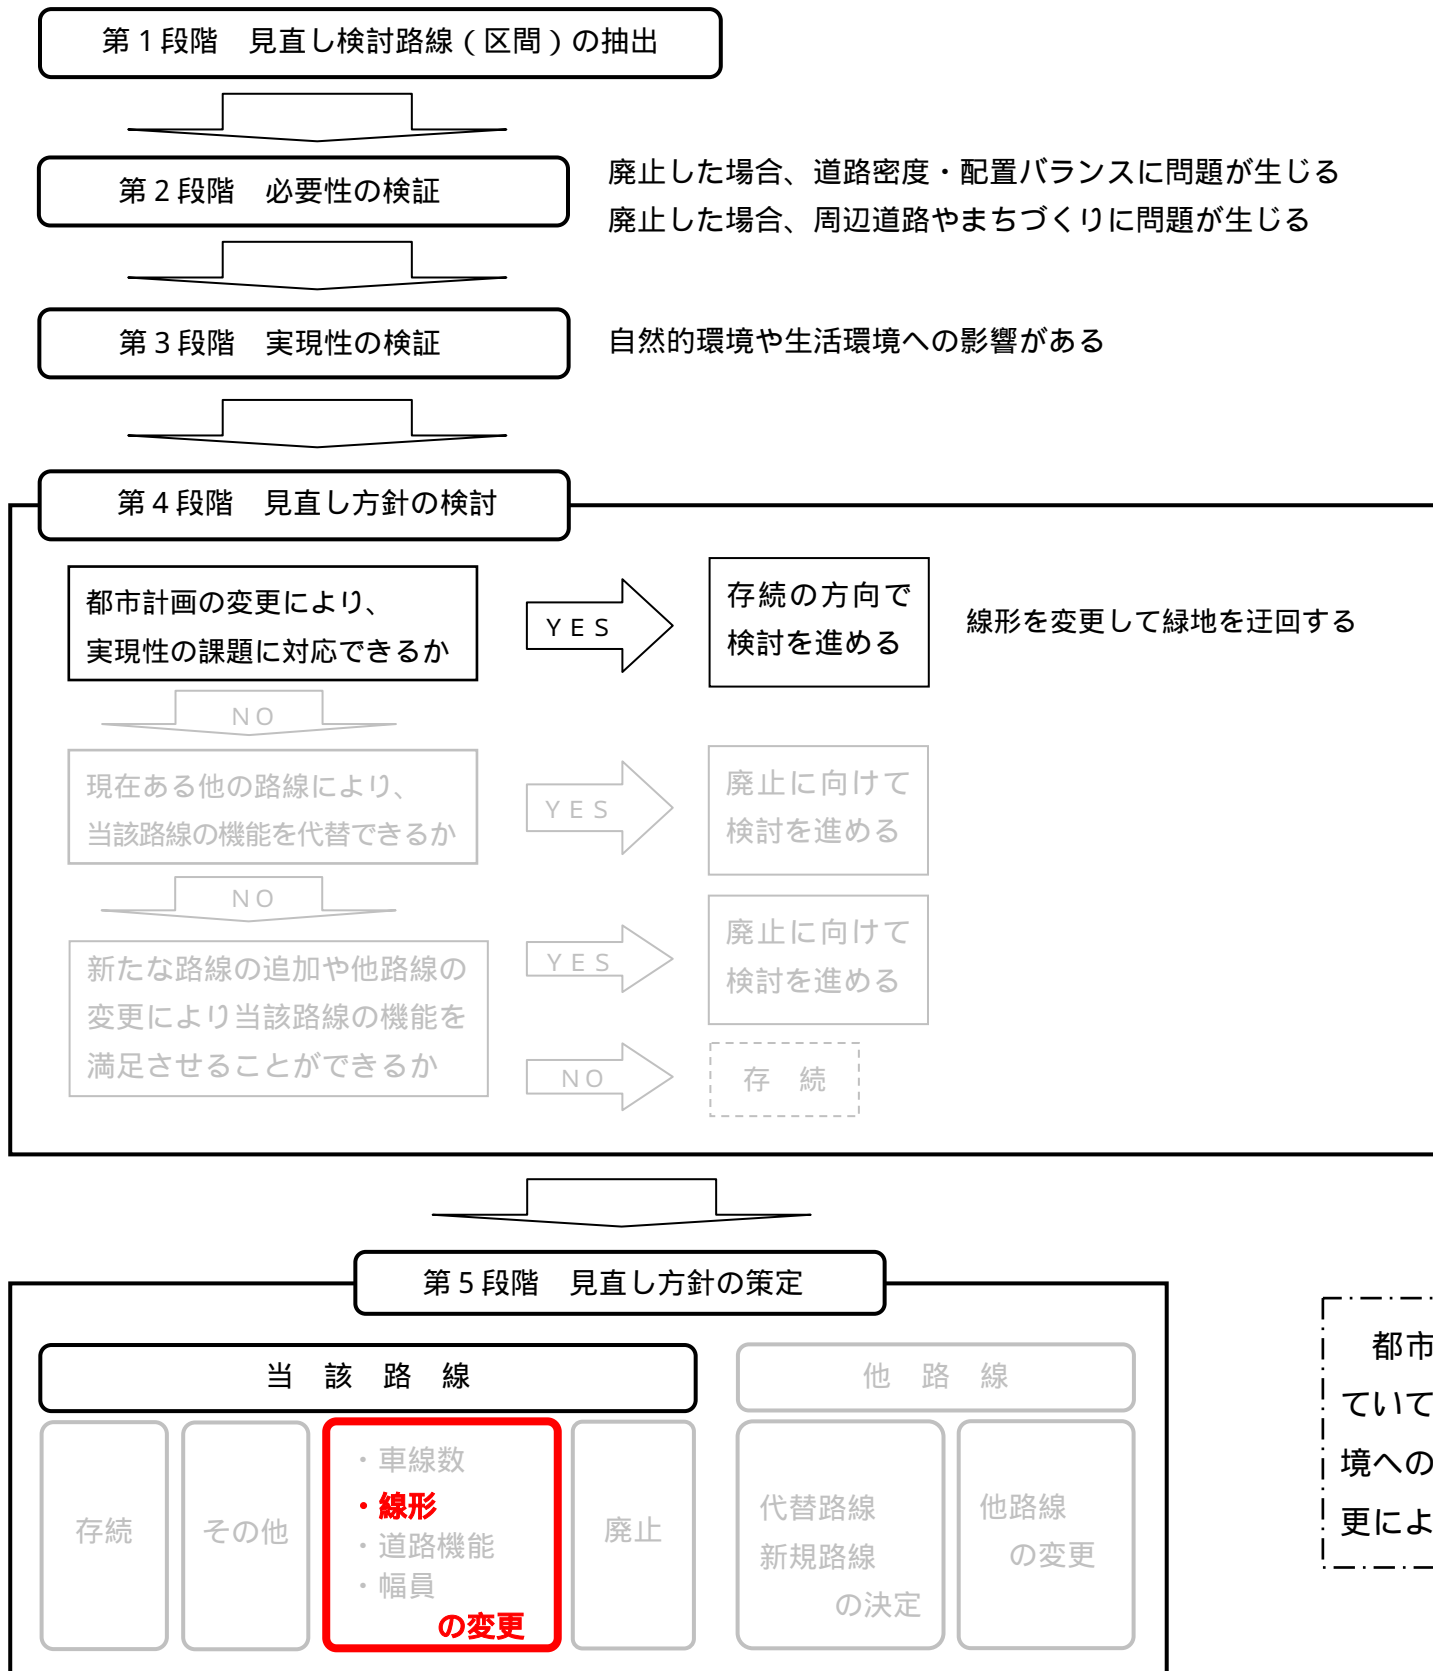 第１段階　見直し検討路線（区間）の抽出
第２段階　必要性の検証
廃止した場合、道路密度・配置バランスに問題が生じる
廃止した場合、周辺道路やまちづくりに問題が生じる
第３段階　実現性の検証
自然的環境や生活環境への影響がある
第４段階　見直し方針の検討
都市計画の変更により、
実現性の課題に対応できるか
ＹＥＳ
存続の方向で
検討を進める
線形を変更して緑地を迂回する
ＮＯ
現在ある他の路線により、
当該路線の機能を代替できるか
ＹＥＳ
廃止に向けて
検討を進める
ＮＯ
新たな路線の追加や他路線の
変更により当該路線の機能を
満足させることができるか
ＹＥＳ
廃止に向けて
検討を進める
ＮＯ
存　続
第５段階　見直し方針の策定
当　該　路　線
他　路　線
存続
その他
・車線数
・線形
・道路機能
・幅員
の変更
廃止
代替路線
新規路線
の決定
他路線
の変更
都市
ていて
境への
更によ